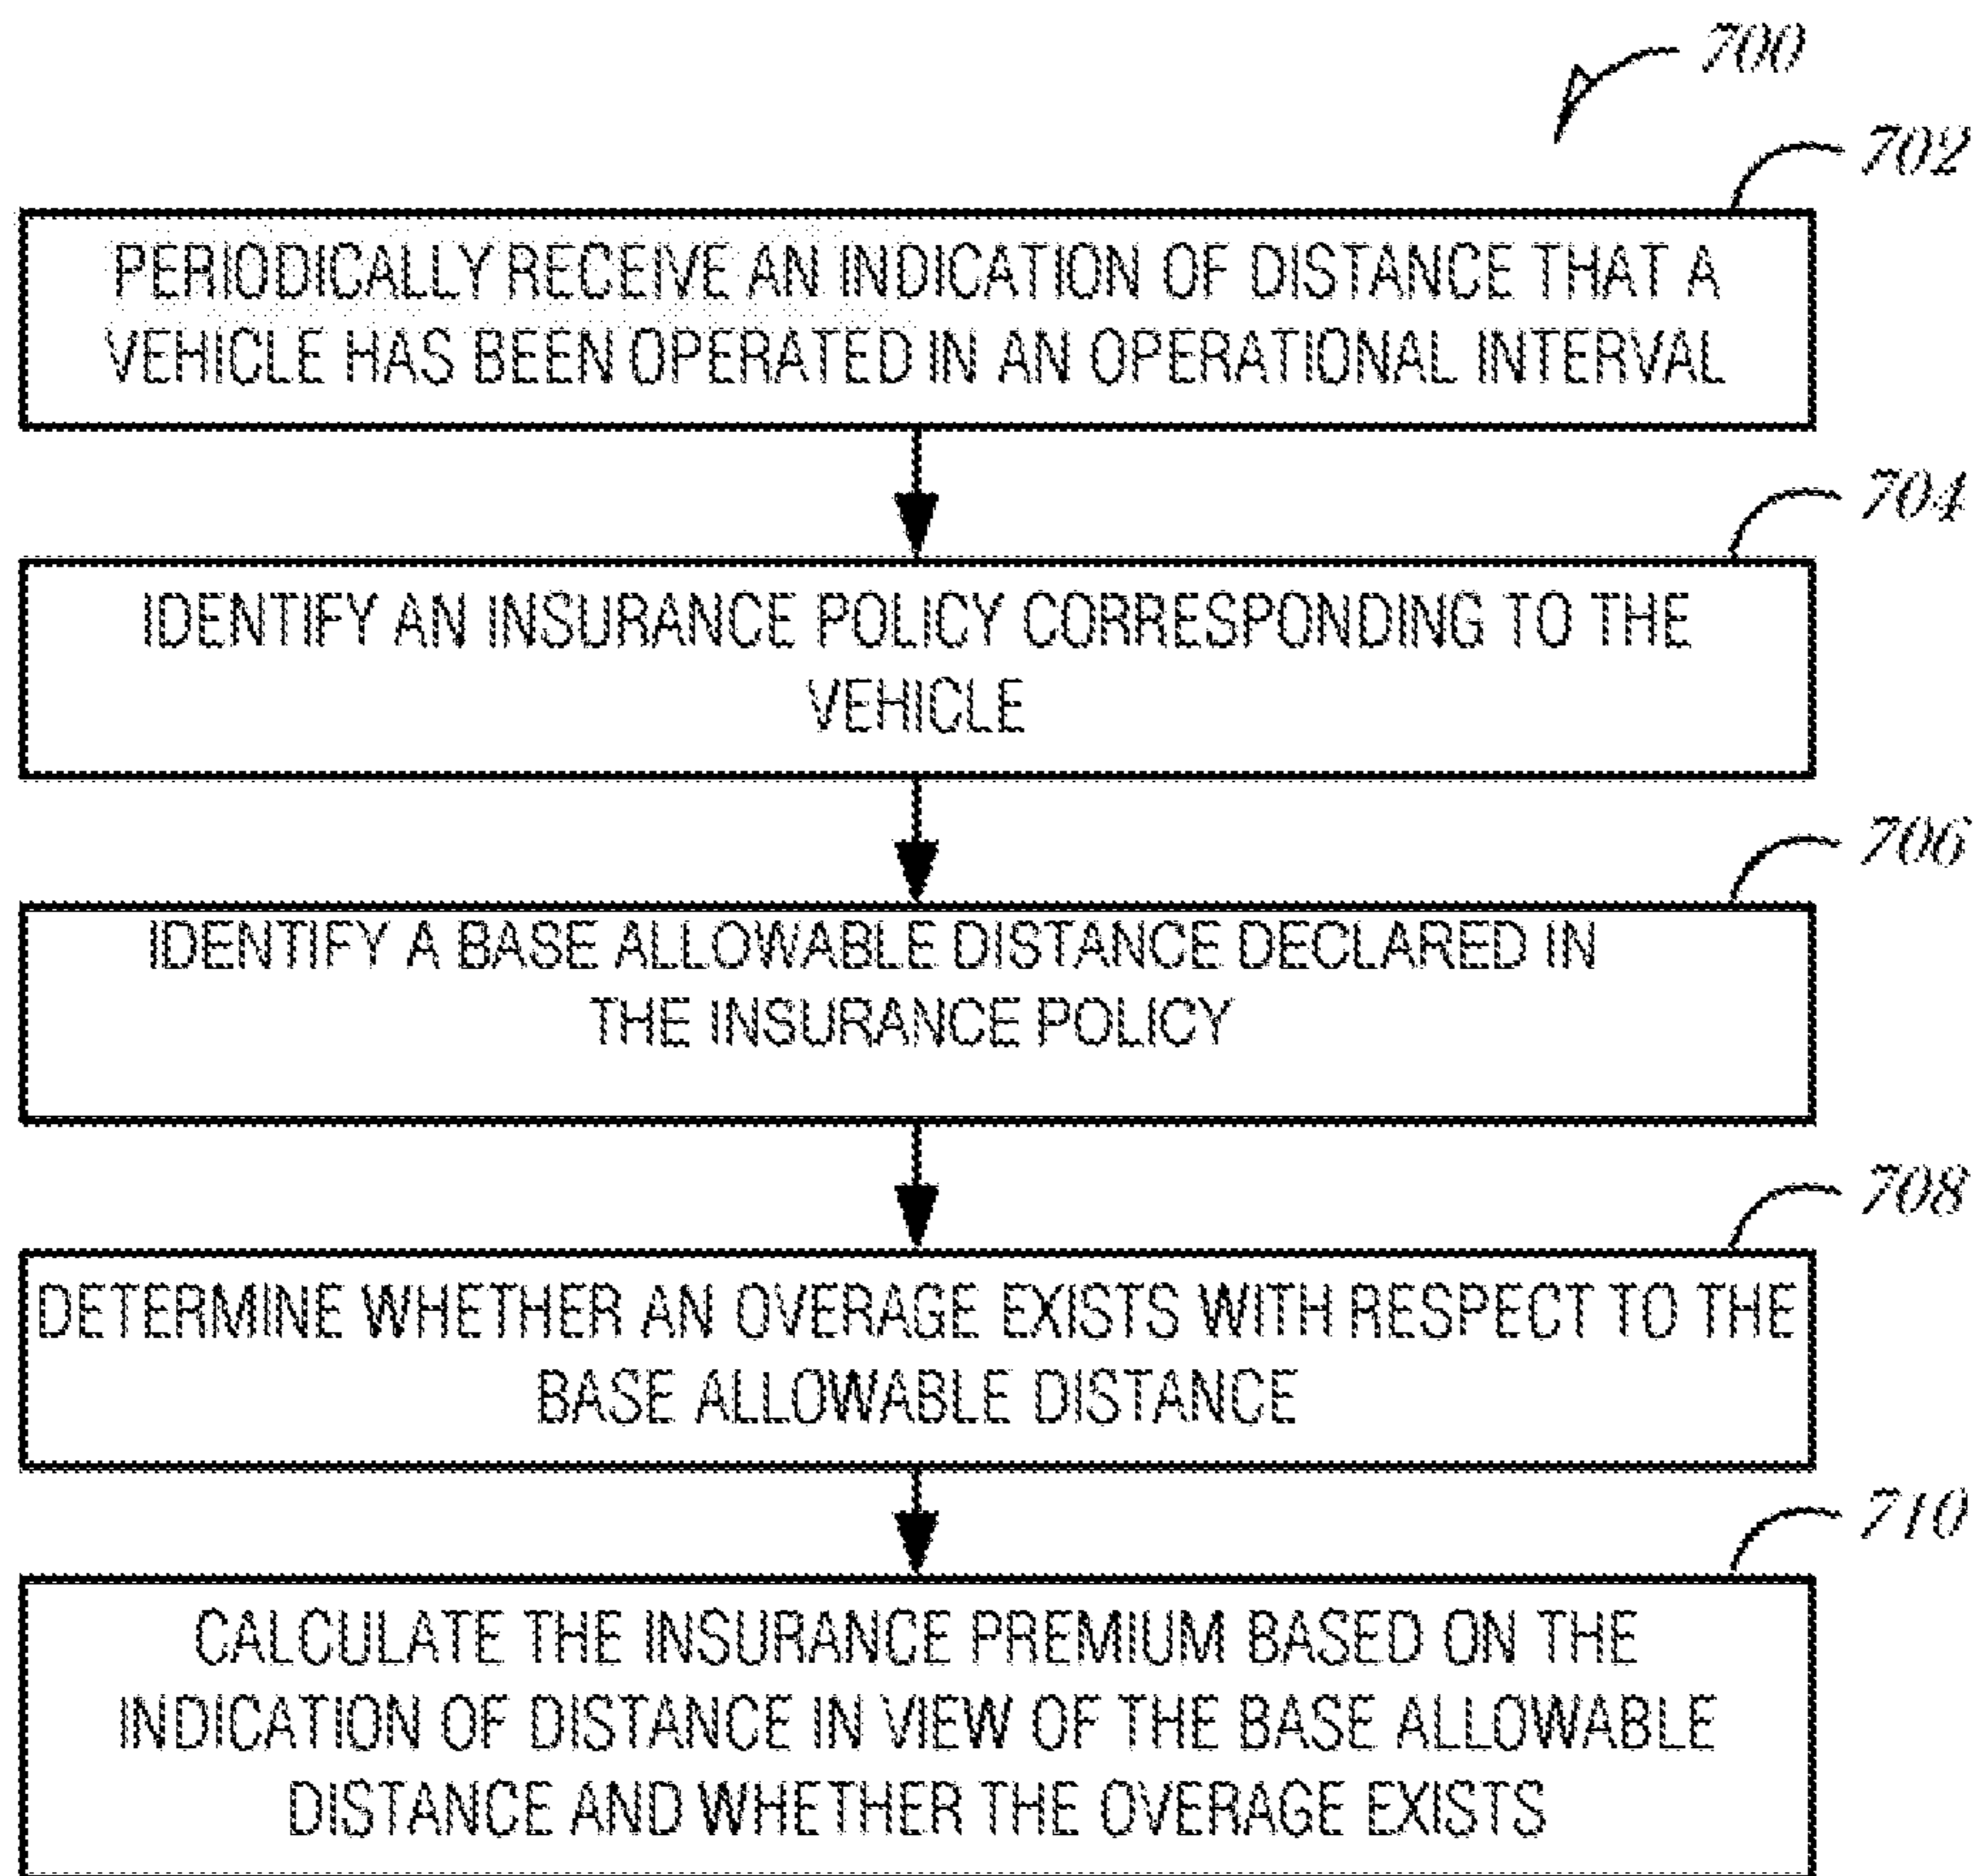 700
702
PERIODICALLY RECEIVE AN INDICATION OF DISTANCE THAT A
VEHICLE HAS BEEN OPERATED IN AN OPERATIONAL INTERVAL
704
IDENTIFY AN INSURANCE POLICY CORRESPONDING TO THE
VEHICLE
706
IDENTIFY A BASE ALLOWABLE DISTANCE DECLARED IN
THE INSURANCE POLICY
708
DETERMINE WHETHER AN OVERAGE EXISTS WITH RESPECT TO THE
BASE ALLOWABLE DISTANCE
710
CALCULATE THE INSURANCE PREMIUM BASED ON THE
INDICATION OF DISTANCE IN VIEW OF THE BASE ALLOWABLE
DISTANCE AND WHETHER THE OVERAGE EXISTS